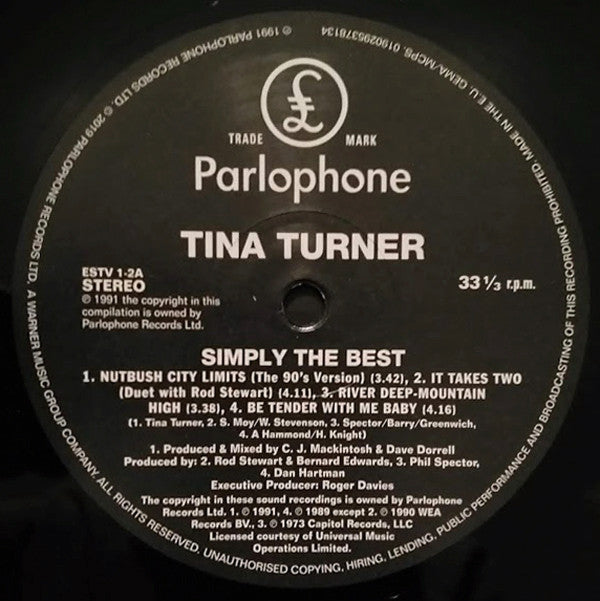 ℗ 1991 PARLOPHONE RECORDS LTD. © 2019 PARLOPHONE RECORDS LTD. A WARNER MUSIC GROUP COMPANY. ALL RIGHTS RESERVED. UNAUTHORISED COPYING, HIRING, LENDING, PUBLIC PERFORMANCE AND BROADCASTING OF THIS RECORDING PROHIBITED. MADE IN THE E.U. GEMA/MCPS. 0190295378134
£
TRADE MARK
Parlophone
TINA TURNER
ESTV 1-2A
STEREO
℗ 1991 the copyright in this
compilation is owned by
Parlophone Records Ltd.
33 1/3 r.p.m.
SIMPLY THE BEST
1. NUTBUSH CITY LIMITS (The 90's Version) (3.42), 2. IT TAKES TWO
(Duet with Rod Stewart) (4.11), 3. RIVER DEEP-MOUNTAIN
HIGH (3.38), 4. BE TENDER WITH ME BABY (4.16)
(1. Tina Turner, 2. S. Moy/W. Stevenson, 3. Spector/Barry/Greenwich,
4. A Hammond/H. Knight)
1. Produced & Mixed by C. J. Mackintosh & Dave Dorrell
Produced by: 2. Rod Stewart & Bernard Edwards, 3. Phil Spector,
4. Dan Hartman
Executive Producer: Roger Davies
The copyright in these sound recordings is owned by Parlophone
Records Ltd. 1. ℗ 1991, 4. ℗ 1989 except 2. ℗ 1990 WEA
Records BV., 3. ℗ 1973 Capitol Records, LLC
Licensed courtesy of Universal Music
Operations Limited.